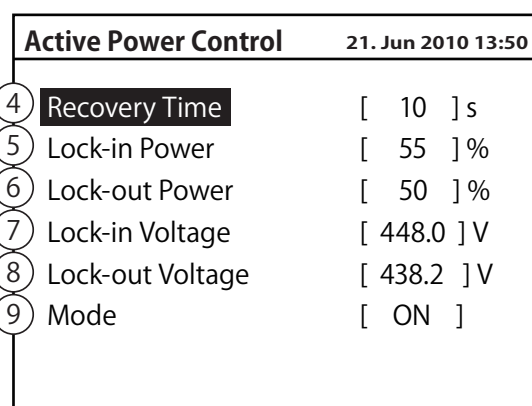 Active Power Control 21. Jun 2010 13:50
4 Recovery Time [ 10 ] s
5 Lock-in Power [ 55 ] %
6 Lock-out Power [ 50 ] %
7 Lock-in Voltage [ 448.0 ] V
8 Lock-out Voltage [ 438.2 ] V
9 Mode [ ON ]